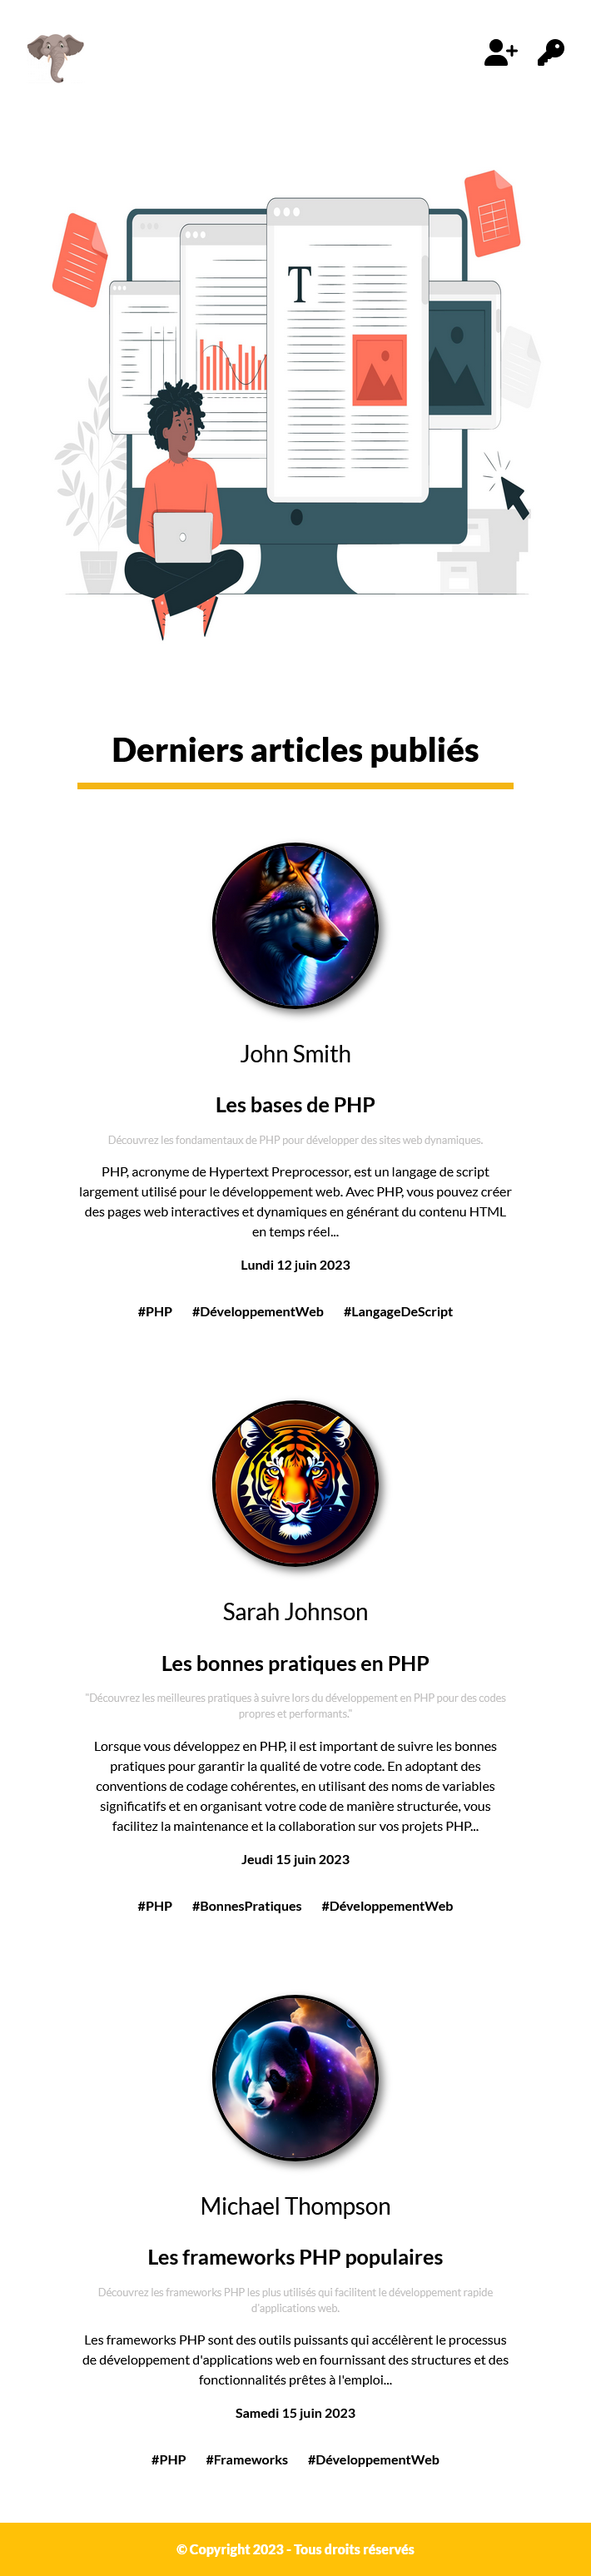 T
Derniers articles publiés
John Smith
Les bases de PHP
Découvrez les fondamentaux de PHP pour développer des sites web dynamiques.
PHP, acronyme de Hypertext Preprocessor, est un langage de script
largement utilisé pour le développement web. Avec PHP, vous pouvez créer
des pages web interactives et dynamiques en générant du contenu HTML
en temps réel...
Lundi 12 juin 2023
#PHP #DéveloppementWeb #LangageDeScript
Sarah Johnson
Les bonnes pratiques en PHP
"Découvrez les meilleures pratiques à suivre lors du développement en PHP pour des codes
propres et performants."
Lorsque vous développez en PHP, il est important de suivre les bonnes
pratiques pour garantir la qualité de votre code. En adoptant des
conventions de codage cohérentes, en utilisant des noms de variables
significatifs et en organisant votre code de manière structurée, vous
facilitez la maintenance et la collaboration sur vos projets PHP...
Jeudi 15 juin 2023
#PHP #BonnesPratiques #DéveloppementWeb
Michael Thompson
Les frameworks PHP populaires
Découvrez les frameworks PHP les plus utilisés qui facilitent le développement rapide
d'applications web.
Les frameworks PHP sont des outils puissants qui accélèrent le processus
de développement d'applications web en fournissant des structures et des
fonctionnalités prêtes à l'emploi...
Samedi 15 juin 2023
#PHP #Frameworks #DéveloppementWeb
© Copyright 2023 - Tous droits réservés